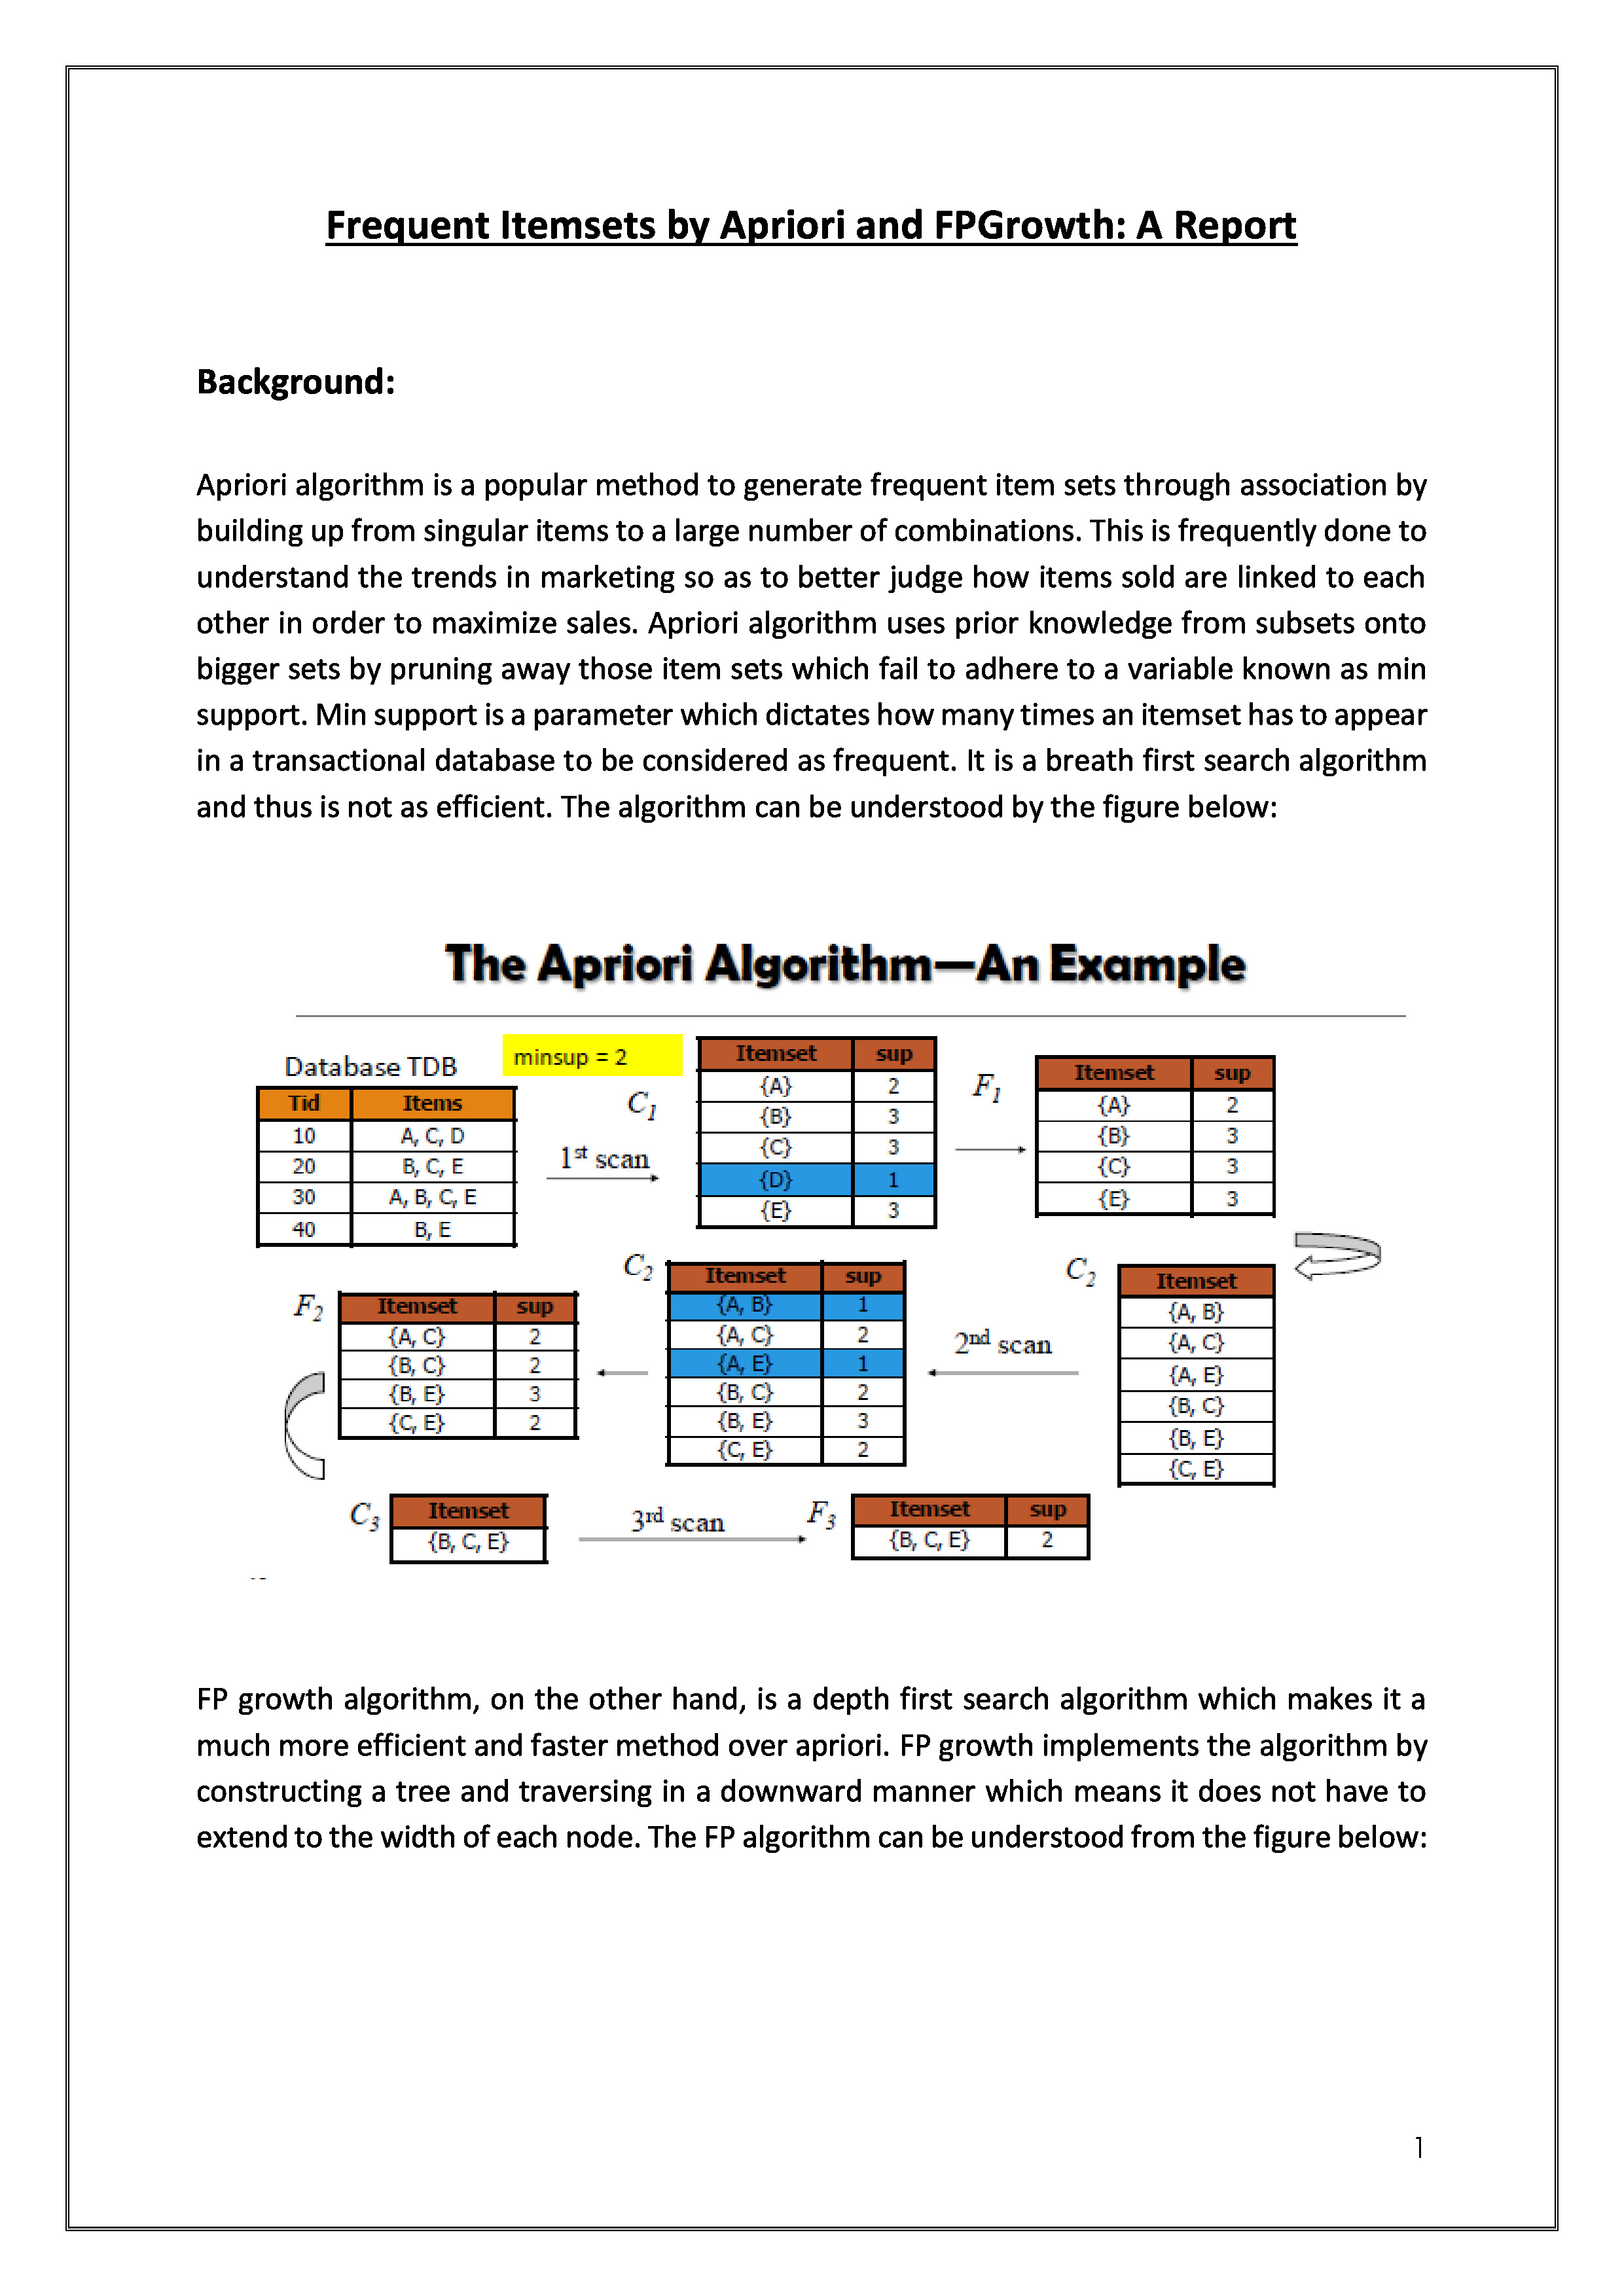 Frequent Itemsets by Apriori and FPGrowth: A Report
Background:
Apriori algorithm is a popular method to generate frequent item sets through association by
building up from singular items to a large number of combinations. This is frequently done to
understand the trends in marketing so as to better judge how items sold are linked to each
other in order to maximize sales. Apriori algorithm uses prior knowledge from subsets onto
bigger sets by pruning away those item sets which fail to adhere to a variable known as min
support. Min support is a parameter which dictates how many times an itemset has to appear
in a transactional database to be considered as frequent. It is a breath first search algorithm
and thus is not as efficient. The algorithm can be understood by the figure below:
The Apriori Algorithm—An Example
Database TDB
Tid Items
10 A, C, D
20 B, C, E
30 A, B, C, E
40 B, E
minsup = 2
C1
1st scan
Itemset sup
{A} 2
{B} 3
{C} 3
{D} 1
{E} 3
F1
Itemset sup
{A} 2
{B} 3
{C} 3
{E} 3
C2
Itemset
{A, B}
{A, C}
{A, E}
{B, C}
{B, E}
{C, E}
2nd scan
C2
Itemset sup
{A, B} 1
{A, C} 2
{A, E} 1
{B, C} 2
{B, E} 3
{C, E} 2
F2
Itemset sup
{A, C} 2
{B, C} 2
{B, E} 3
{C, E} 2
C3
Itemset
{B, C, E}
3rd scan
F3
Itemset sup
{B, C, E} 2
FP growth algorithm, on the other hand, is a depth first search algorithm which makes it a
much more efficient and faster method over apriori. FP growth implements the algorithm by
constructing a tree and traversing in a downward manner which means it does not have to
extend to the width of each node. The FP algorithm can be understood from the figure below:
1